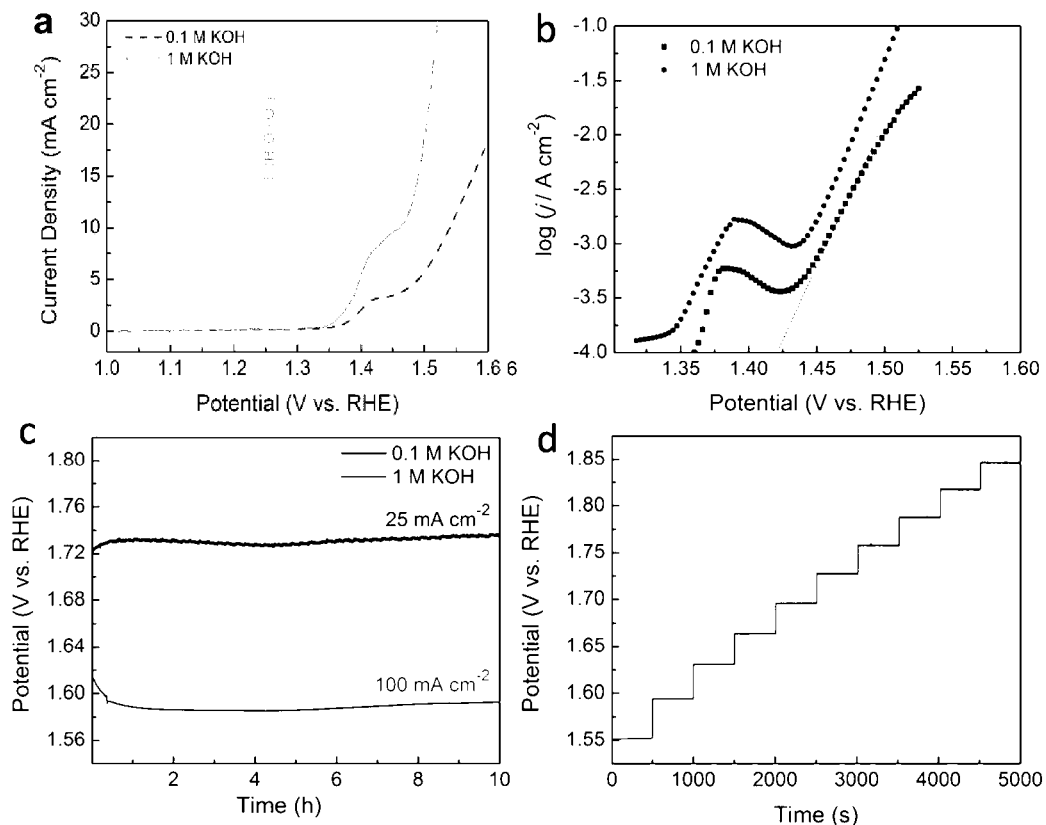 a
0.1 M KOH
1 M KOH
Current Density (mA cm-2)
30
25
20
15
10
5
0
1.0 1.1 1.2 1.3 1.4 1.5 1.6 6
Potential (V vs. RHE)
b
0.1 M KOH
1 M KOH
log (j / A cm-2)
-1.0
-1.5
-2.0
-2.5
-3.0
-3.5
-4.0
1.35 1.40 1.45 1.50 1.55 1.60
Potential (V vs. RHE)
c
0.1 M KOH
1 M KOH
25 mA cm-2
100 mA cm-2
Potential (V vs. RHE)
1.80
1.76
1.72
1.68
1.64
1.60
1.56
2 4 6 8 10
Time (h)
d
Potential (V vs. RHE)
1.85
1.80
1.75
1.70
1.65
1.60
1.55
0 1000 2000 3000 4000 5000
Time (s)